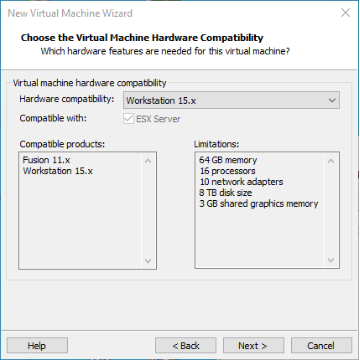 New Virtual Machine Wizard
Choose the Virtual Machine Hardware Compatibility
Which hardware features are needed for this virtual machine?
Virtual machine hardware compatibility
Hardware compatibility: Workstation 15.x
Compatible with: ESX Server
Compatible products:
Fusion 11.x
Workstation 15.x
Limitations:
64 GB memory
16 processors
10 network adapters
8 TB disk size
3 GB shared graphics memory
Help < Back Next > Cancel